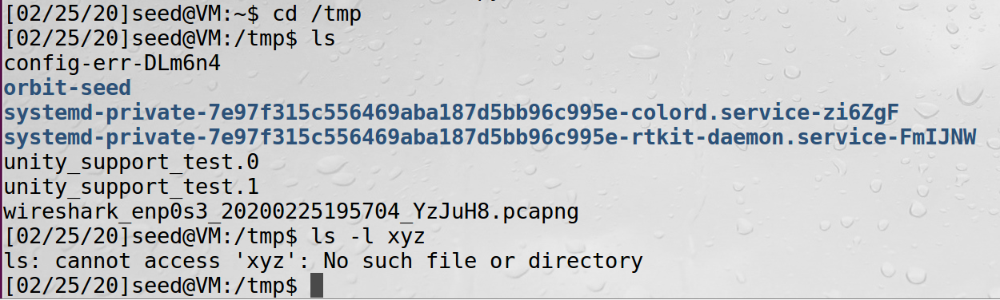 [02/25/20]seed@VM:~$ cd /tmp
[02/25/20]seed@VM:/tmp$ ls
config-err-DLm6n4
orbit-seed
systemd-private-7e97f315c556469aba187d5bb96c995e-colord.service-zi6ZgF
systemd-private-7e97f315c556469aba187d5bb96c995e-rtkit-daemon.service-FmIJNW
unity_support_test.0
unity_support_test.1
wireshark_enp0s3_20200225195704_YzJuH8.pcapng
[02/25/20]seed@VM:/tmp$ ls -l xyz
ls: cannot access 'xyz': No such file or directory
[02/25/20]seed@VM:/tmp$